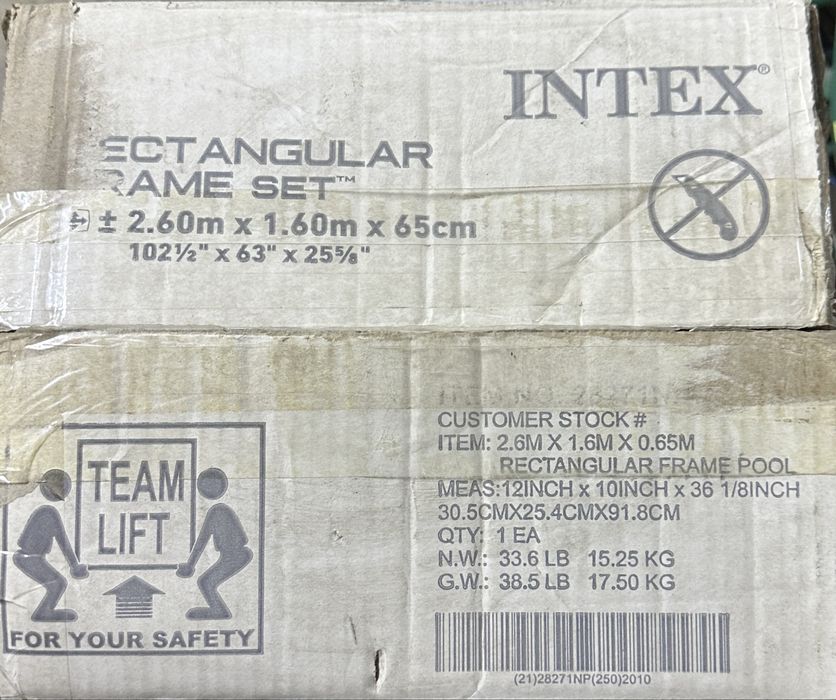 INTEX®
ECTANGULAR
RAME SET™
± 2.60m x 1.60m x 65cm
102½" x 63" x 25⅝"
CUSTOMER STOCK #
ITEM: 2.6M X 1.6M X 0.65M
RECTANGULAR FRAME POOL
MEAS:12INCH x 10INCH x 36 1/8INCH
30.5CMX25.4CMX91.8CM
QTY: 1 EA
N.W.: 33.6 LB 15.25 KG
G.W.: 38.5 LB 17.50 KG
(21)28271NP(250)2010
TEAM
LIFT
FOR YOUR SAFETY